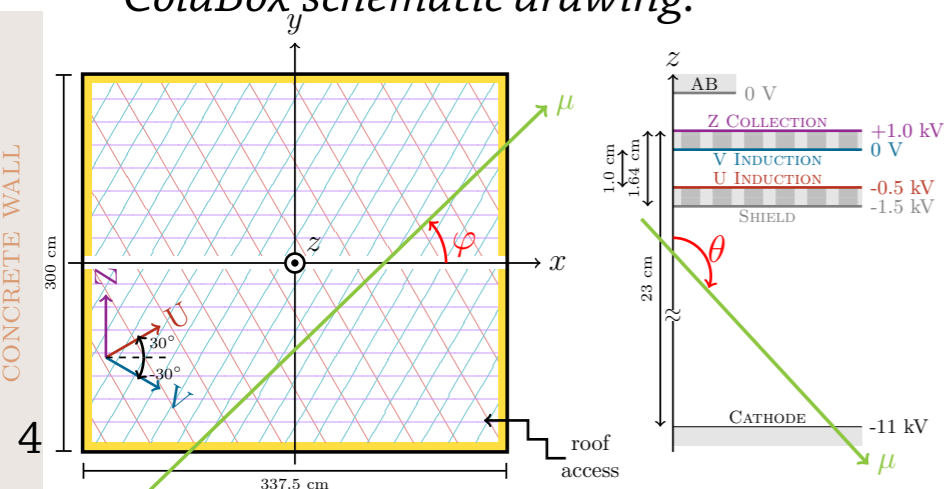 ColdBox schematic drawing:
y
z
μ
AB
0 V
Z Collection
+1.0 kV
0 V
V Induction
U Induction
-0.5 kV
-1.5 kV
Shield
1.0 cm
1.64 cm
CONCRETE WALL
300 cm
z
φ
x
θ
23 cm
Z
U
30°
-30°
V
Cathode
-11 kV
4
roof
access
μ
337.5 cm